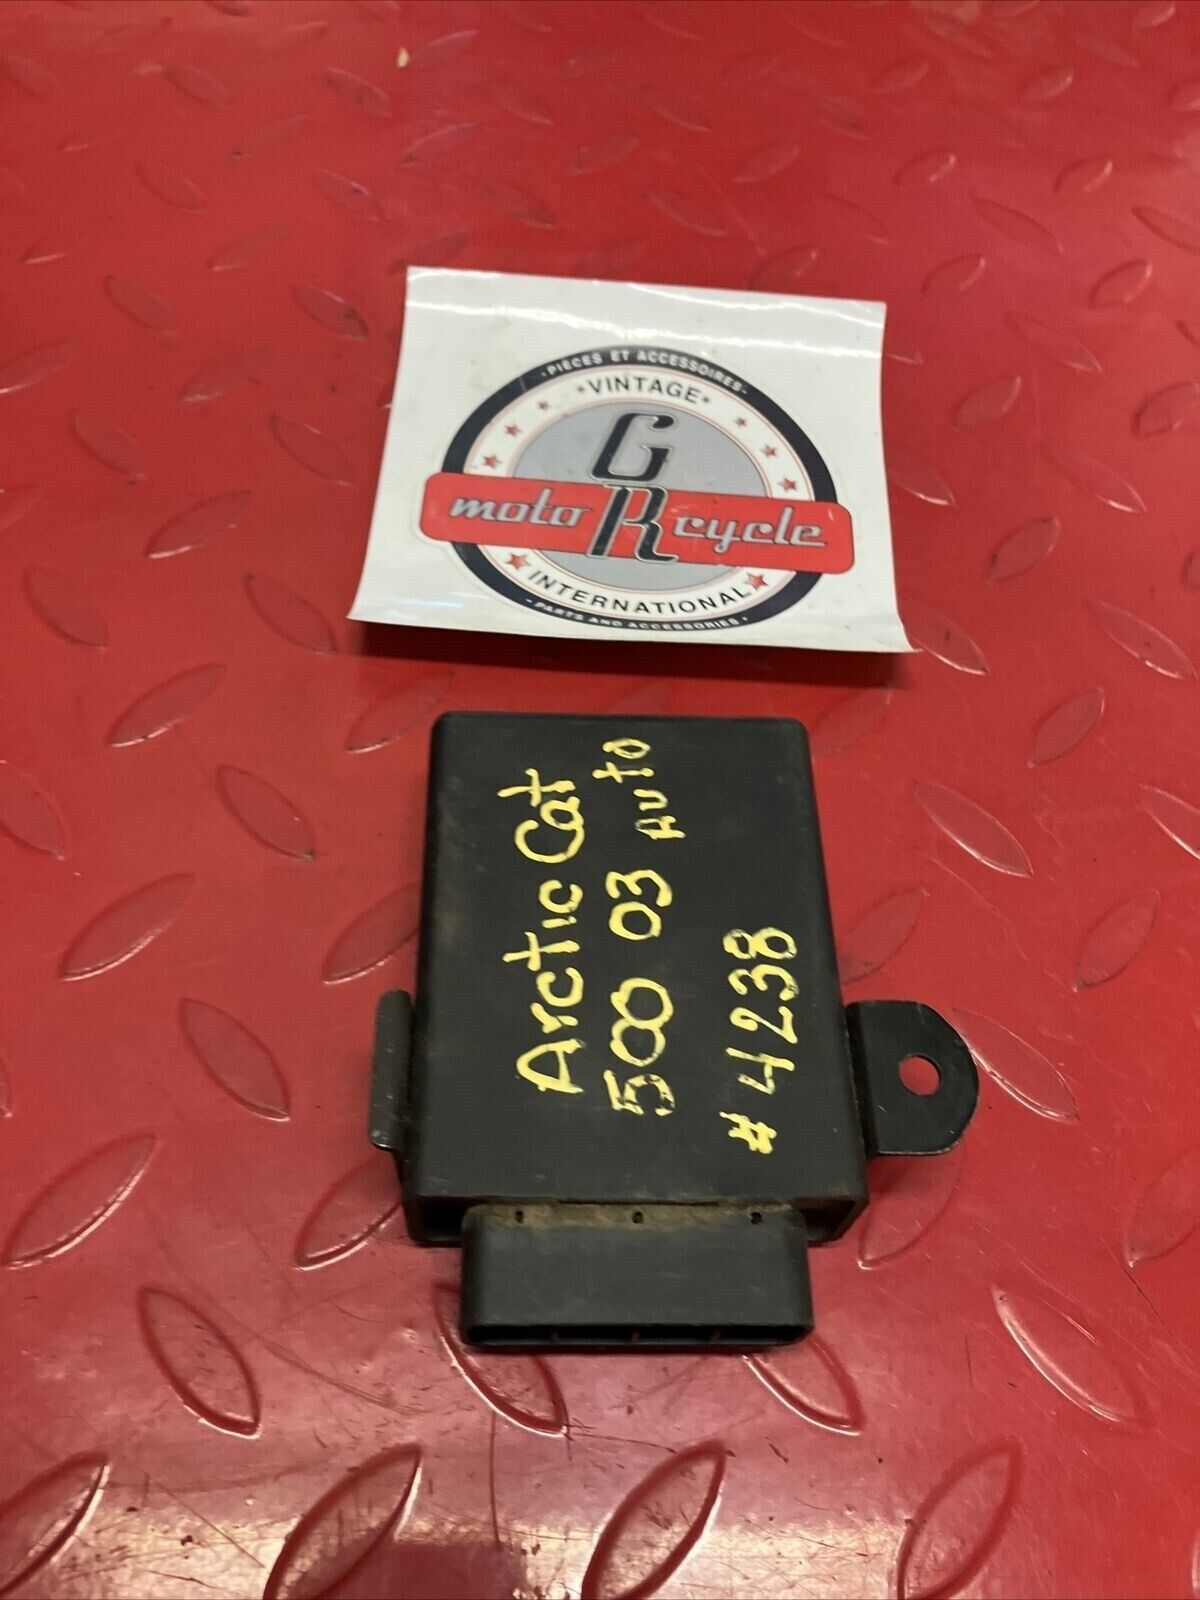 ·PIÈCES ET ACCESSOIRES·
•VINTAGE•
G
moto R cycle
INTERNATIONAL
·PARTS AND ACCESSORIES·
Arctic Cat
500 03 Auto
# 4238